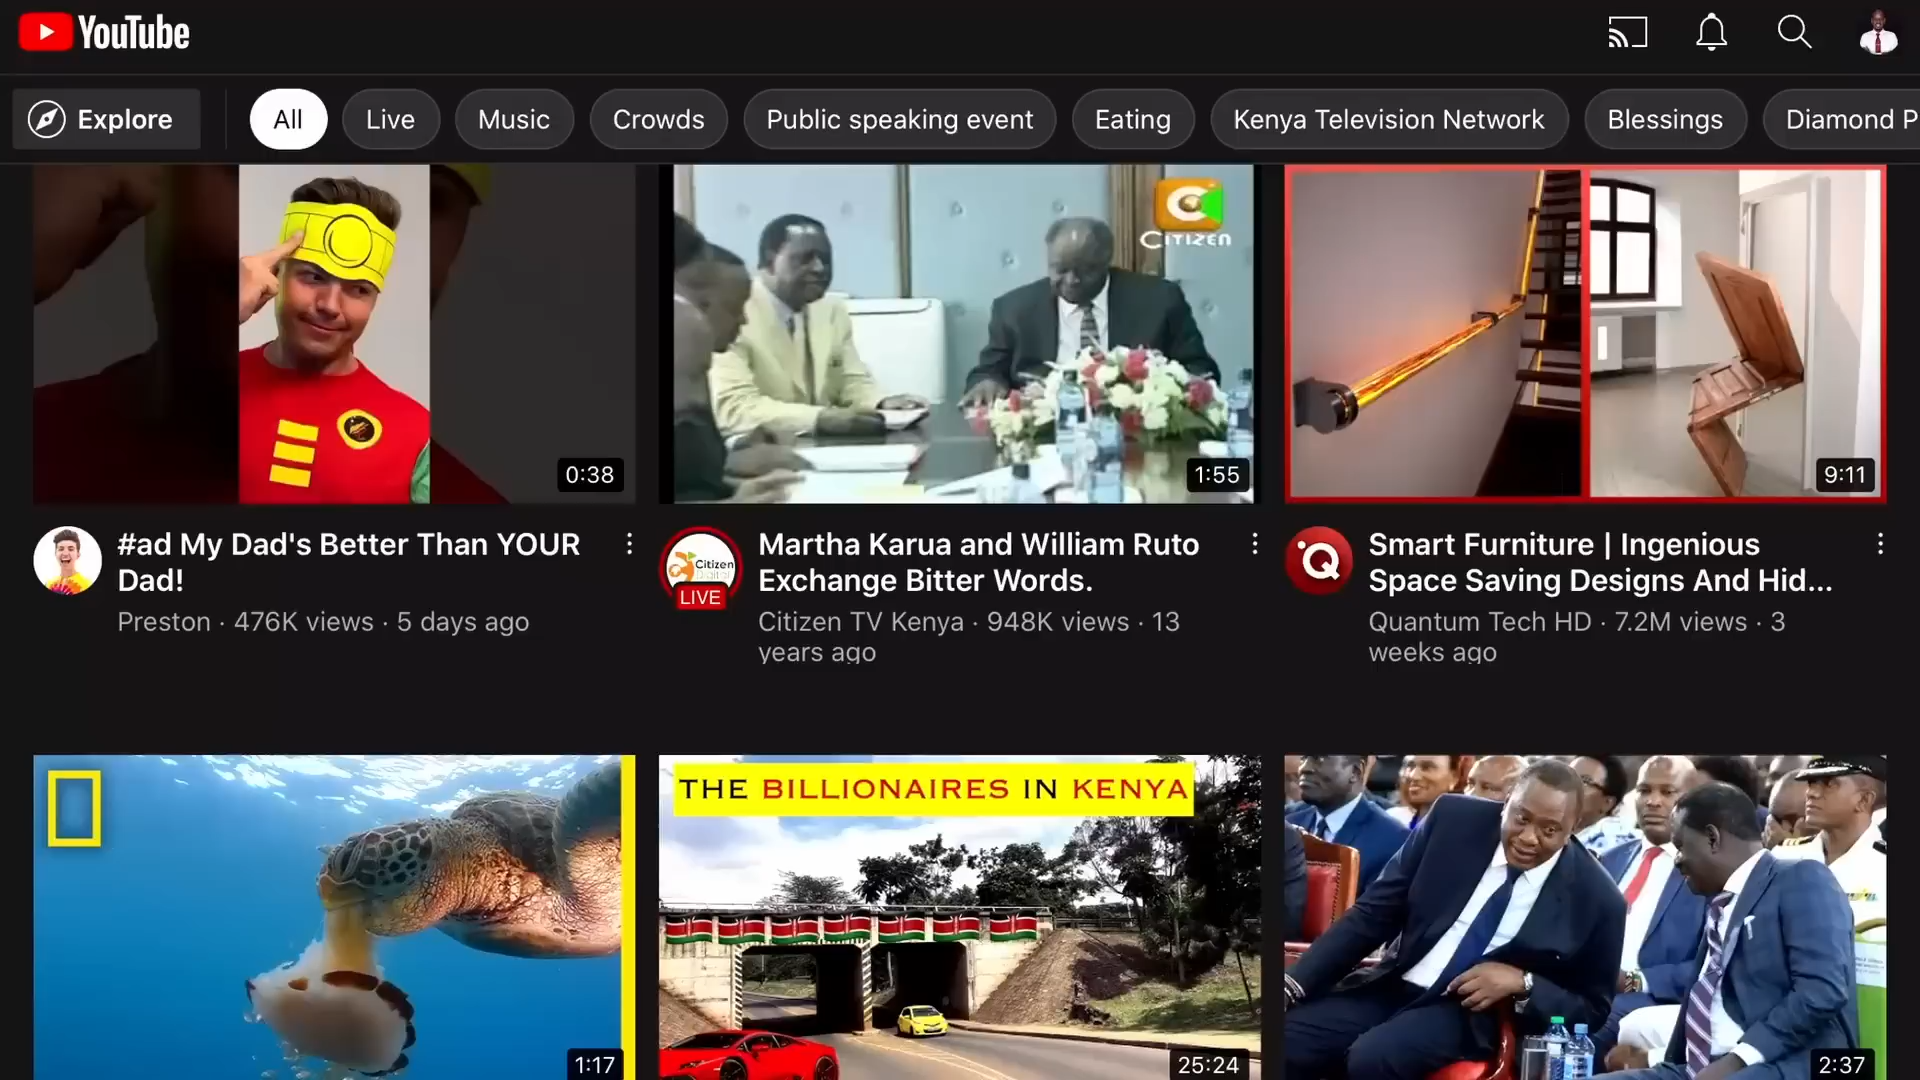 YouTube
Explore
All
Live
Music
Crowds
Public speaking event
Eating
Kenya Television Network
Blessings
Diamond P
CITIZEN
0:38
1:55
9:11
#ad My Dad's Better Than YOUR
Dad!
Preston · 476K views · 5 days ago
Citizen
Digital
LIVE
Martha Karua and William Ruto
Exchange Bitter Words.
Citizen TV Kenya · 948K views · 13
years ago
Q
Smart Furniture | Ingenious
Space Saving Designs And Hid...
Quantum Tech HD · 7.2M views · 3
weeks ago
THE BILLIONAIRES IN KENYA
1:17
25:24
2:37